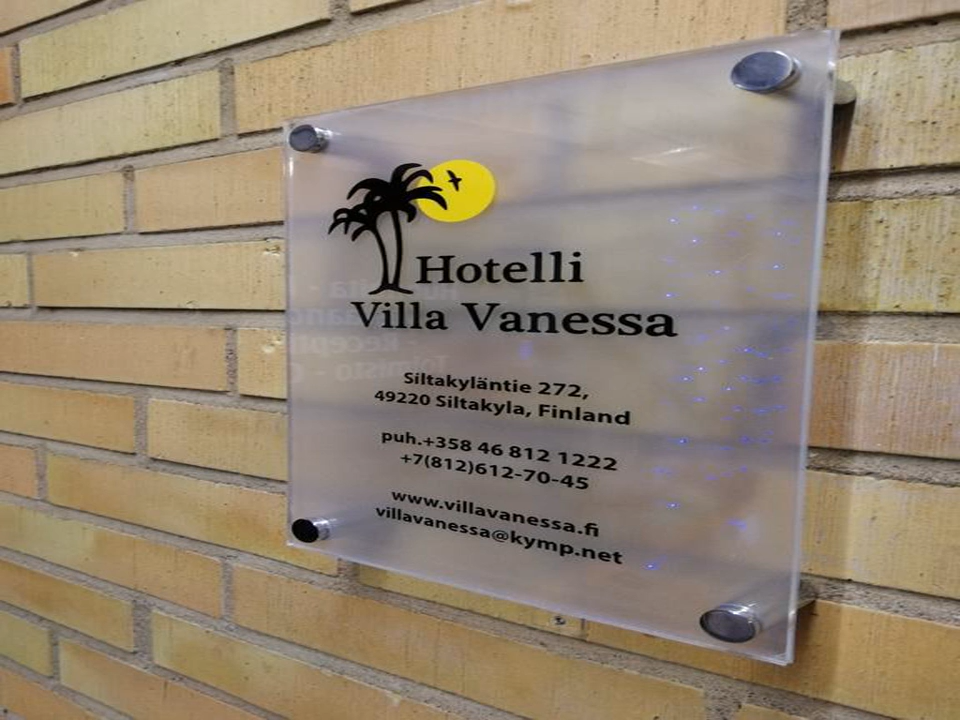 Hotelli
Villa Vanessa
Siltakyläntie 272,
49220 Siltakyla, Finland
puh.+358 46 812 1222
+7(812)612-70-45
www.villavanessa.fi
villavanessa@kymp.net